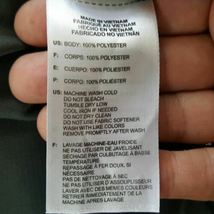 MADE IN VIETNAM
FABRIQUÉ AU VIETNAM
HECHO EN VIETNAM
FABRICADO NO VIETNAM
US: BODY: 100% POLYESTER
F: CORPS: 100% POLYESTER
E: CUERPO: 100% POLIÉSTER
P: CORPO: 100% POLIÉSTER
US: MACHINE WASH COLD
DO NOT BLEACH
TUMBLE DRY LOW
COOL IRON IF NEEDED
DO NOT DRY CLEAN
DO NOT USE FABRIC SOFTENER
WASH WITH LIKE COLORS
REMOVE PROMPTLY AFTER WASH
F: LAVAGE MACHINE-EAU FROIDE
NE PAS UTILISER DE JAVELISANT
SÉCHAGE PAR CULBUTAGE À BASSE
TEMPÉRATURE
REPASSAGE À FER DOUX, SI
NÉCESSAIRE
PAS DE NETTOYAGE À SEC
NE PAS UTILISER D'ASSOUPLISSEUR
LAVER AVEC DES COULEURS
RETIRER IMMÉDIATEMENT DE LA
MACHINE APRÈS LAVAGE